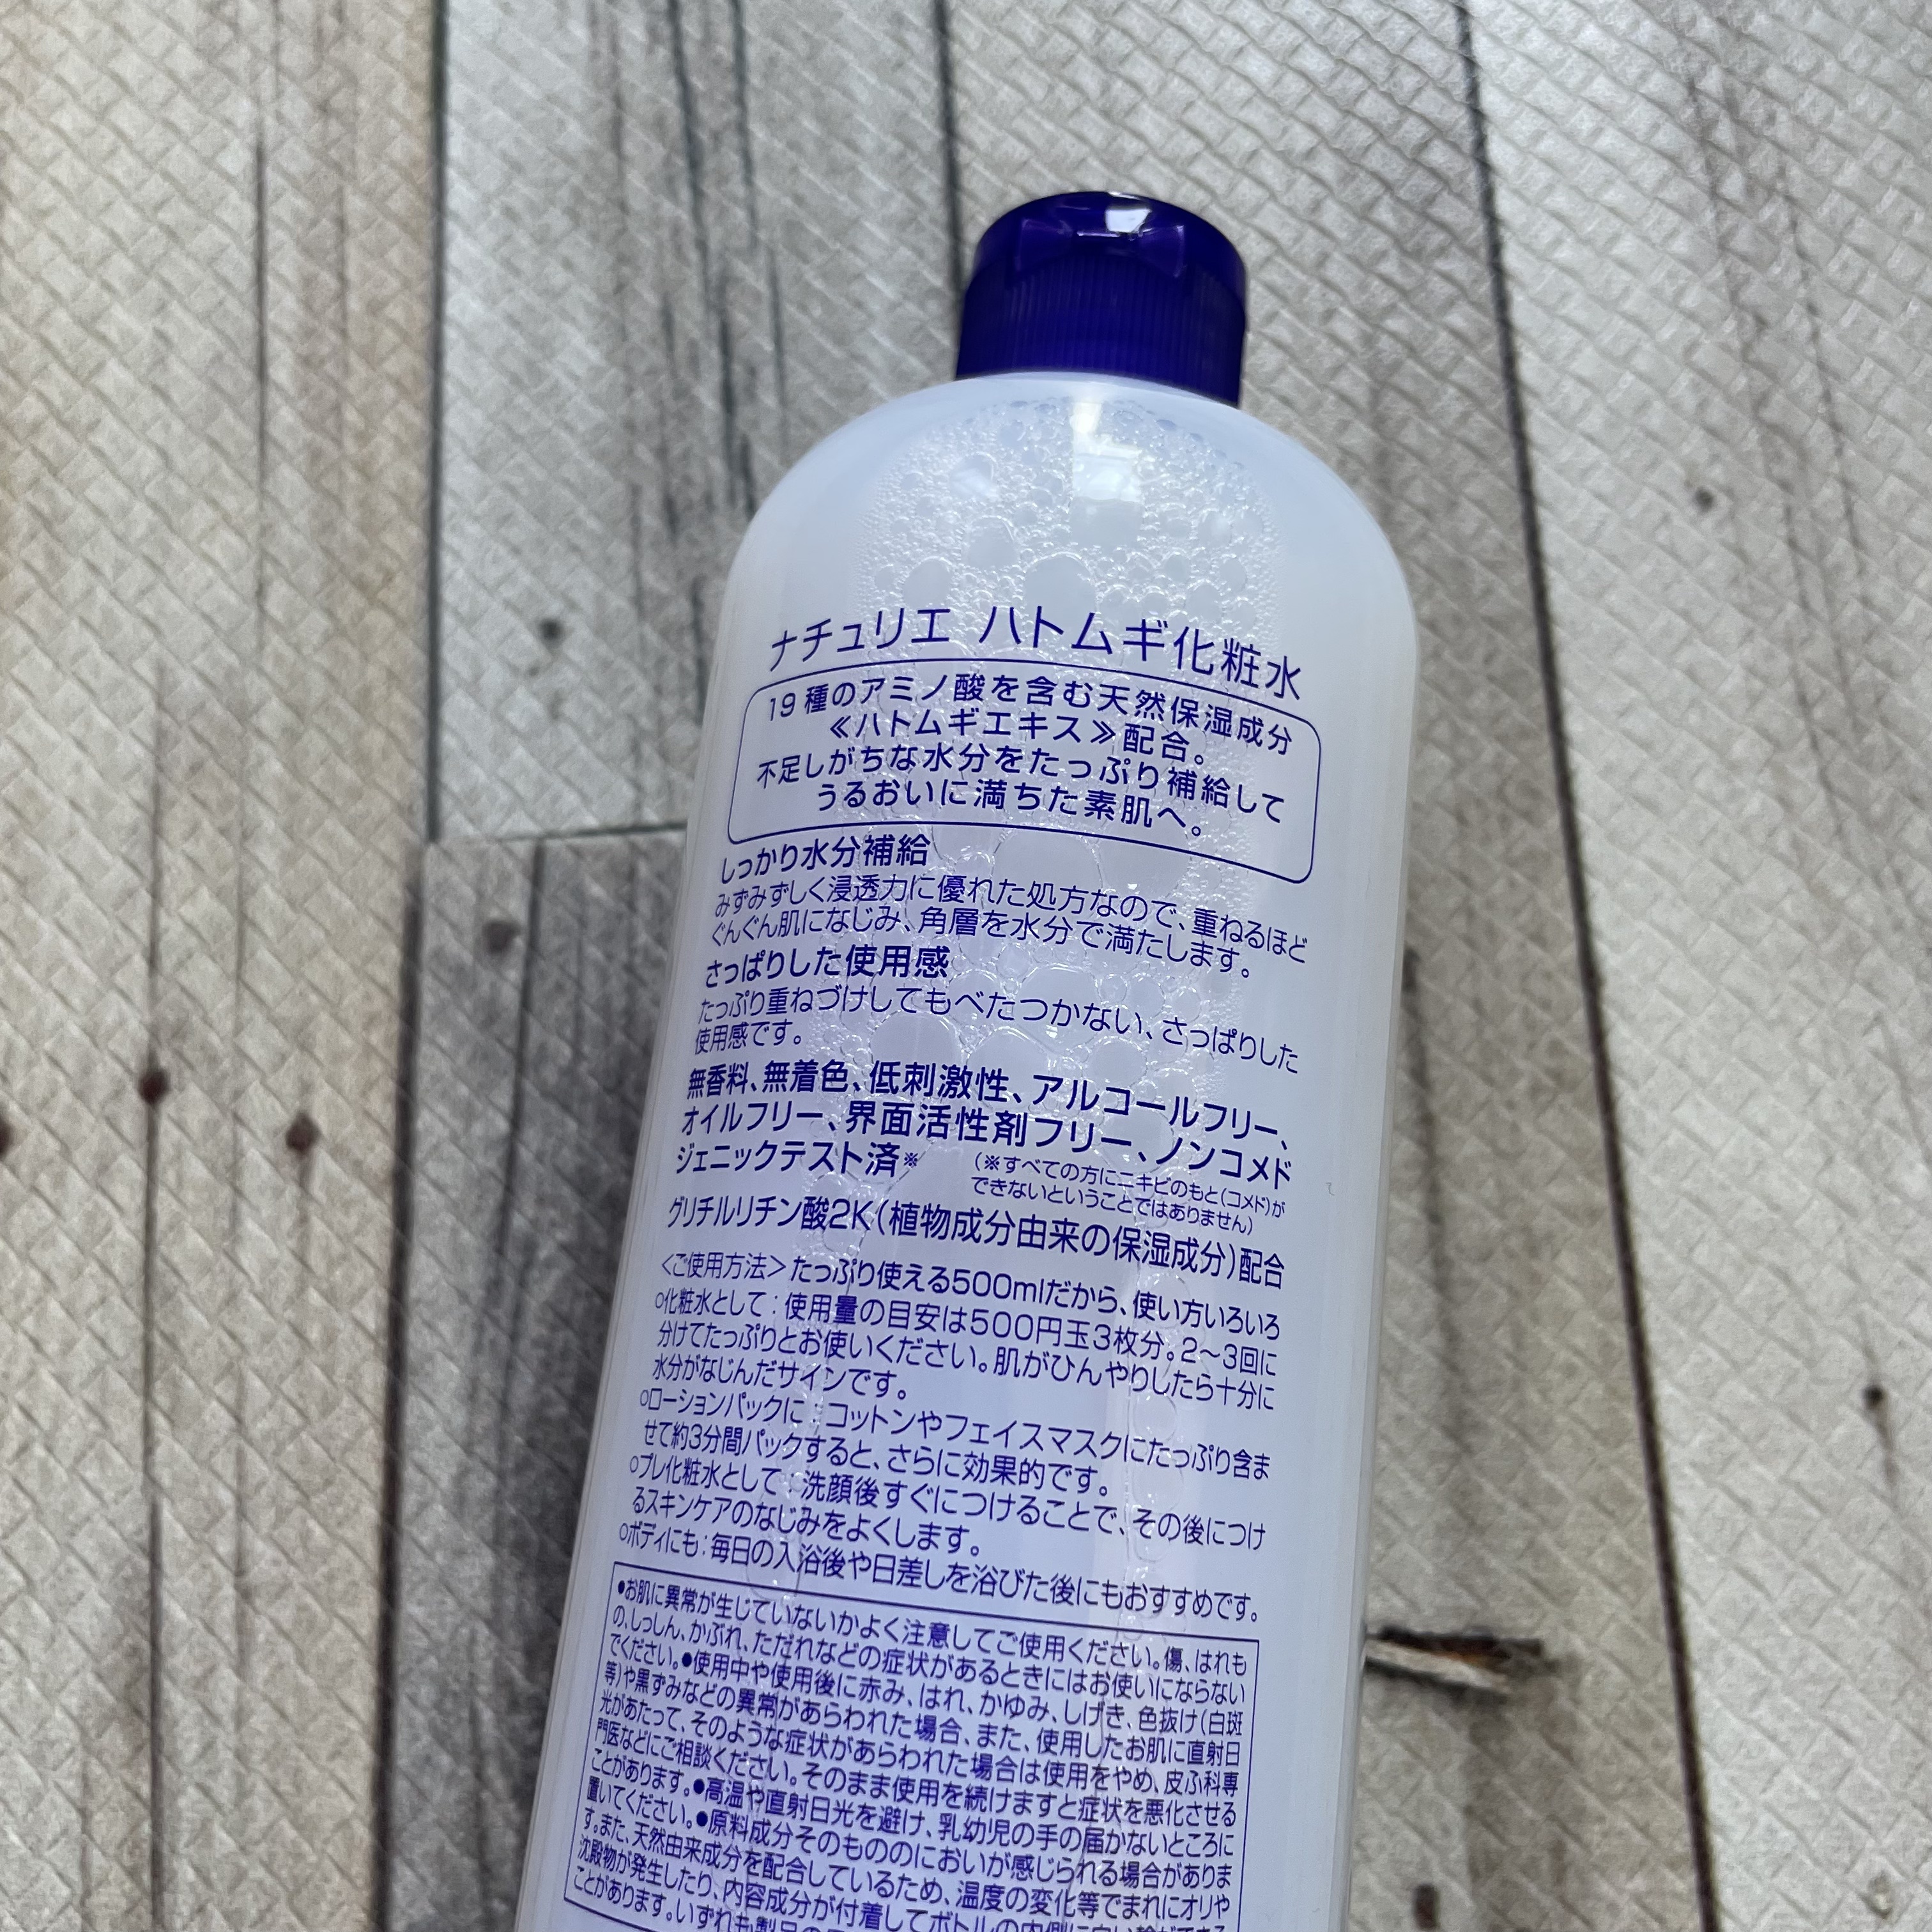 ナチュリエ ハトムギ化粧水
19種のアミノ酸を含む天然保湿成分
≪ハトムギエキス≫配合。
不足しがちな水分をたっぷり補給して
うるおいに満ちた素肌へ。
しっかり水分補給
みずみずしく浸透力に優れた処方なので、重ねるほど
ぐんぐん肌になじみ、角層を水分で満たします。
さっぱりした使用感
たっぷり重ねづけしてもべたつかない、さっぱりした
使用感です。
無香料、無着色、低刺激性、アルコールフリー、
オイルフリー、界面活性剤フリー、ノンコメド
ジェニックテスト済※
(※すべての方にニキビのもと(コメド)が
できないということではありません)
グリチルリチン酸2K(植物成分由来の保湿成分)配合
<ご使用方法>たっぷり使える500mlだから、使い方いろいろ
○化粧水として:使用量の目安は500円玉3枚分。2〜3回に
分けてたっぷりとお使いください。肌がひんやりしたら十分に
水分がなじんだサインです。
○ローションパックに:コットンやフェイスマスクにたっぷり含ま
せて約3分間パックすると、さらに効果的です。
○プレ化粧水として:洗顔後すぐにつけることで、その後につけ
るスキンケアのなじみをよくします。
○ボディにも:毎日の入浴後や日差しを浴びた後にもおすすめです。
●お肌に異常が生じていないかよく注意してご使用ください。傷、はれも
の、しっしん、かぶれ、ただれなどの症状があるときにはお使いにならない
でください。●使用中や使用後に赤み、はれ、かゆみ、しげき、色抜け(白斑
等)や黒ずみなどの異常があらわれた場合、また、使用したお肌に直射日
光があたって、そのような症状があらわれた場合は使用をやめ、皮ふ科専
門医などにご相談ください。そのまま使用を続けますと症状を悪化させる
ことがあります。●高温や直射日光を避け、乳幼児の手の届かないところに
置いてください。●原料成分そのもののにおいが感じられる場合がありま
す。また、天然由来成分を配合しているため、温度の変化等でまれにオリや
沈殿物が発生したり、内容成分が付着してボトルの内側に白い輪ができる
ことがあります。いずれも製品の